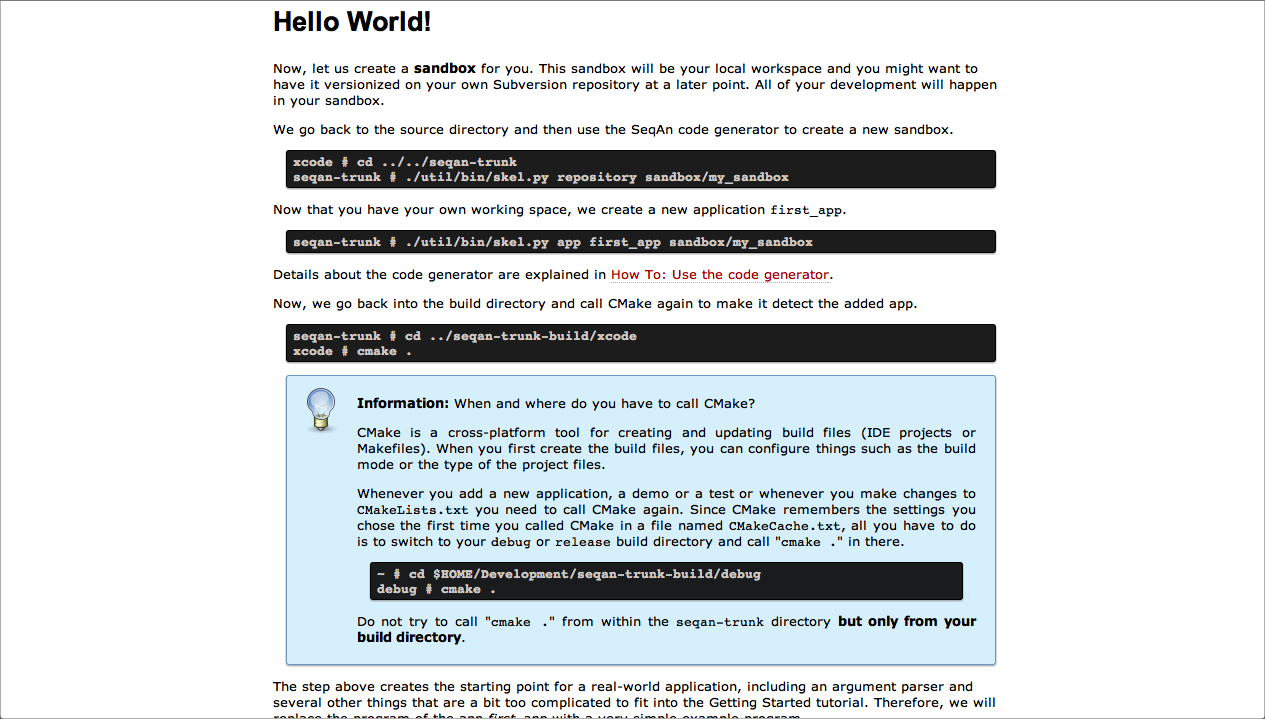 Hello World!
Now, let us create a sandbox for you. This sandbox will be your local workspace and you might want to
have it versionized on your own Subversion repository at a later point. All of your development will happen
in your sandbox.
We go back to the source directory and then use the SeqAn code generator to create a new sandbox.
xcode # cd ../../seqan-trunk
seqan-trunk # ./util/bin/skel.py repository sandbox/my_sandbox
Now that you have your own working space, we create a new application first_app.
seqan-trunk # ./util/bin/skel.py app first_app sandbox/my_sandbox
Details about the code generator are explained in How To: Use the code generator.
Now, we go back into the build directory and call CMake again to make it detect the added app.
seqan-trunk # cd ../seqan-trunk-build/xcode
xcode # cmake .
Information: When and where do you have to call CMake?
CMake is a cross-platform tool for creating and updating build files (IDE projects or
Makefiles). When you first create the build files, you can configure things such as the build
mode or the type of the project files.
Whenever you add a new application, a demo or a test or whenever you make changes to
CMakeLists.txt you need to call CMake again. Since CMake remembers the settings you
chose the first time you called CMake in a file named CMakeCache.txt, all you have to do
is to switch to your debug or release build directory and call "cmake ." in there.
~ # cd $HOME/Development/seqan-trunk-build/debug
debug # cmake .
Do not try to call "cmake ." from within the seqan-trunk directory but only from your
build directory.
The step above creates the starting point for a real-world application, including an argument parser and
several other things that are a bit too complicated to fit into the Getting Started tutorial. Therefore, we will
replace the program of the app first_app with a very simple example program.